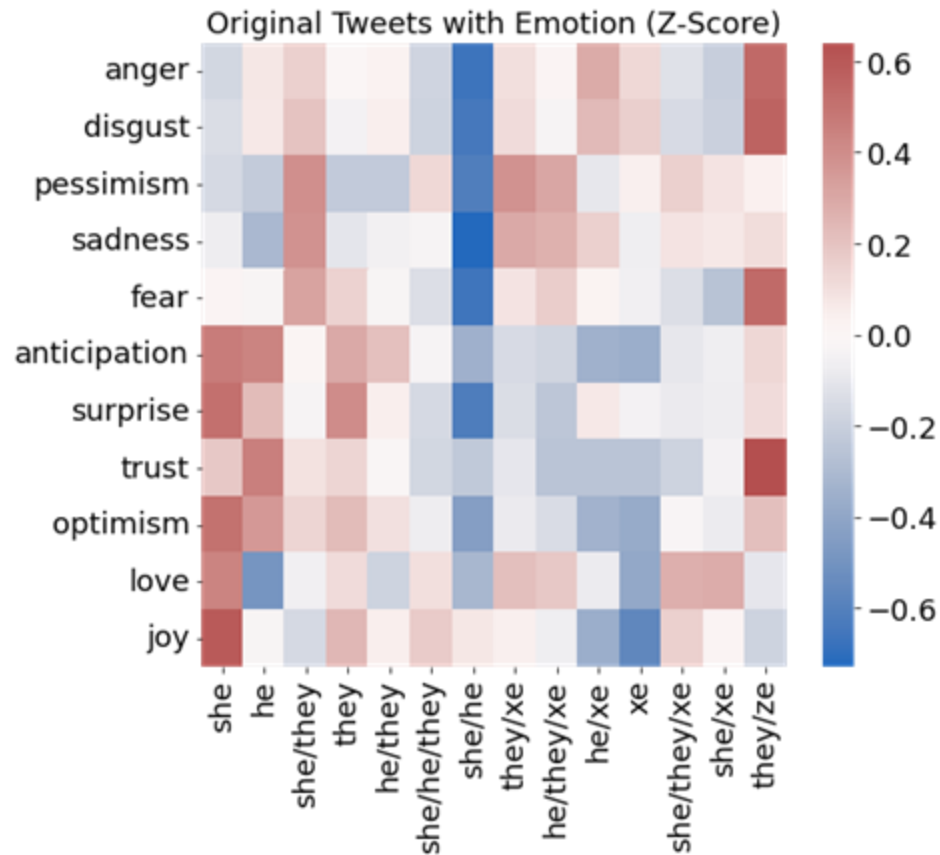 Original Tweets with Emotion (Z-Score)
anger
disgust
pessimism
sadness
fear
anticipation
surprise
trust
optimism
love
joy
she
he
she/they
they
he/they
she/he/they
she/he
they/xe
he/they/xe
he/xe
xe
she/they/xe
she/xe
they/ze
0.6
0.4
0.2
0.0
−0.2
−0.4
−0.6